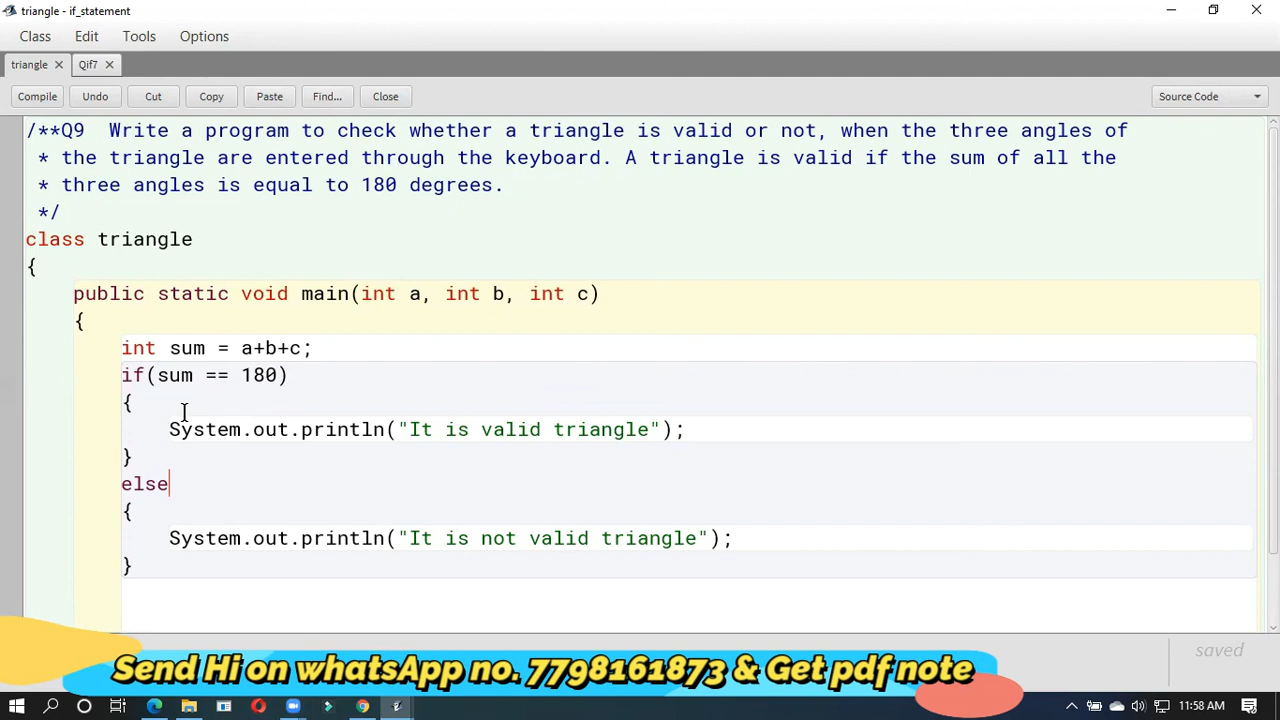 triangle - if_statement
Class Edit Tools Options
triangle × Qif7 ×
Compile Undo Cut Copy Paste Find... Close Source Code
/**Q9  Write a program to check whether a triangle is valid or not, when the three angles of
 * the triangle are entered through the keyboard. A triangle is valid if the sum of all the
 * three angles is equal to 180 degrees.
 */
class triangle
{
    public static void main(int a, int b, int c)
    {
        int sum = a+b+c;
        if(sum == 180)
        {
            System.out.println("It is valid triangle");
        }
        else
        {
            System.out.println("It is not valid triangle");
        }
saved
Send Hi on whatsApp no. 7798161873 & Get pdf note
11:58 AM